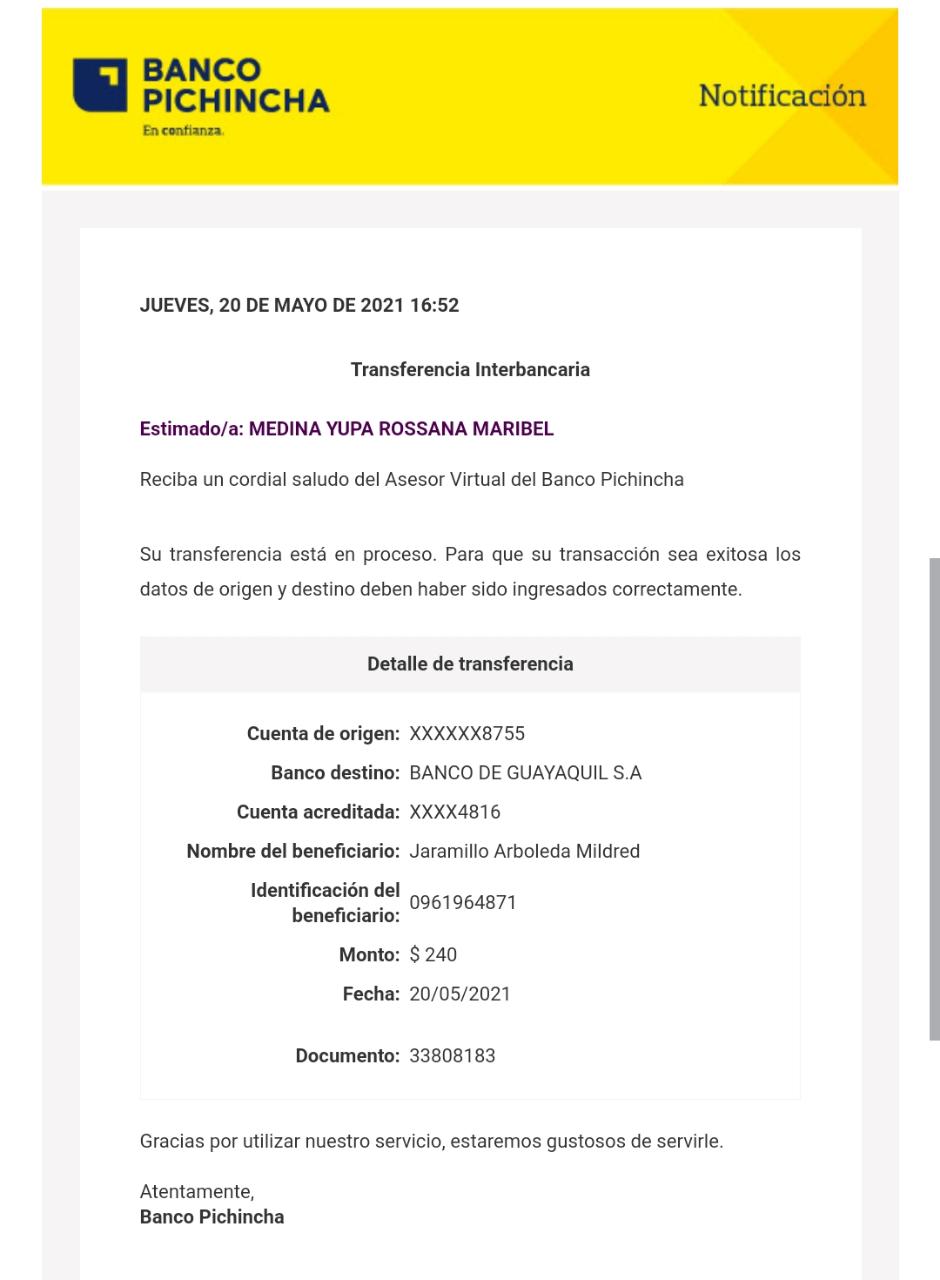 BANCO
PICHINCHA
En confianza.
Notificación
JUEVES, 20 DE MAYO DE 2021 16:52
Transferencia Interbancaria
Estimado/a: MEDINA YUPA ROSSANA MARIBEL
Reciba un cordial saludo del Asesor Virtual del Banco Pichincha
Su transferencia está en proceso. Para que su transacción sea exitosa los
datos de origen y destino deben haber sido ingresados correctamente.
Detalle de transferencia
Cuenta de origen: XXXXXX8755
Banco destino: BANCO DE GUAYAQUIL S.A
Cuenta acreditada: XXXX4816
Nombre del beneficiario: Jaramillo Arboleda Mildred
Identificación del
beneficiario: 0961964871
Monto: $ 240
Fecha: 20/05/2021
Documento: 33808183
Gracias por utilizar nuestro servicio, estaremos gustosos de servirle.
Atentamente,
Banco Pichincha